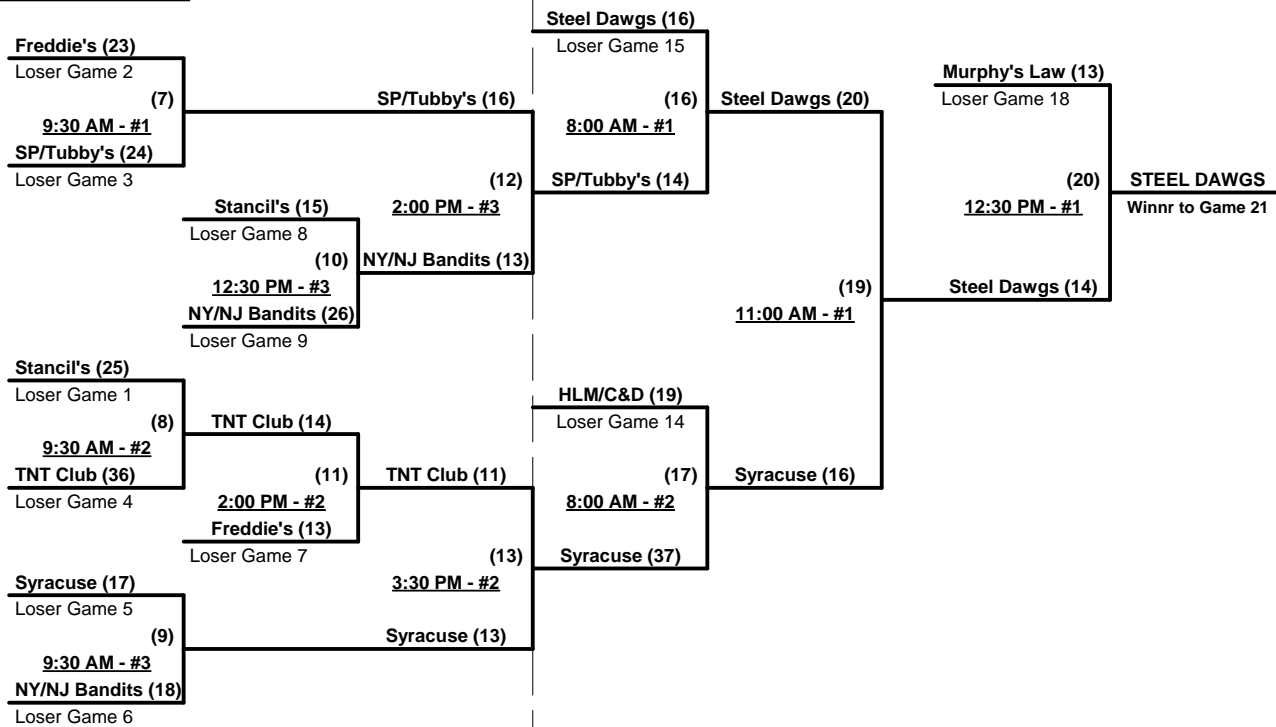 Steel Dawgs (16)
Freddie's (23)
Loser Game 15
Loser Game 2
Murphy's Law (13)
(7)
SP/Tubby's (16)
(16)
Steel Dawgs (20)
Loser Game 18
9:30 AM - #1
8:00 AM - #1
SP/Tubby's (24)
Loser Game 3
(12)
SP/Tubby's (14)
(20)
STEEL DAWGS
Stancil's (15)
2:00 PM - #3
12:30 PM - #1
Winnr to Game 21
Loser Game 8
(10)
NY/NJ Bandits (13)
12:30 PM - #3
(19)
Steel Dawgs (14)
NY/NJ Bandits (26)
11:00 AM - #1
Loser Game 9
Stancil's (25)
Loser Game 1
HLM/C&D (19)
(8)
TNT Club (14)
Loser Game 14
9:30 AM - #2
TNT Club (36)
(11)
TNT Club (11)
(17)
Syracuse (16)
Loser Game 4
2:00 PM - #2
8:00 AM - #2
Freddie's (13)
Loser Game 7
(13)
Syracuse (37)
Syracuse (17)
3:30 PM - #2
Loser Game 5
(9)
Syracuse (13)
9:30 AM - #3
NY/NJ Bandits (18)
Loser Game 6